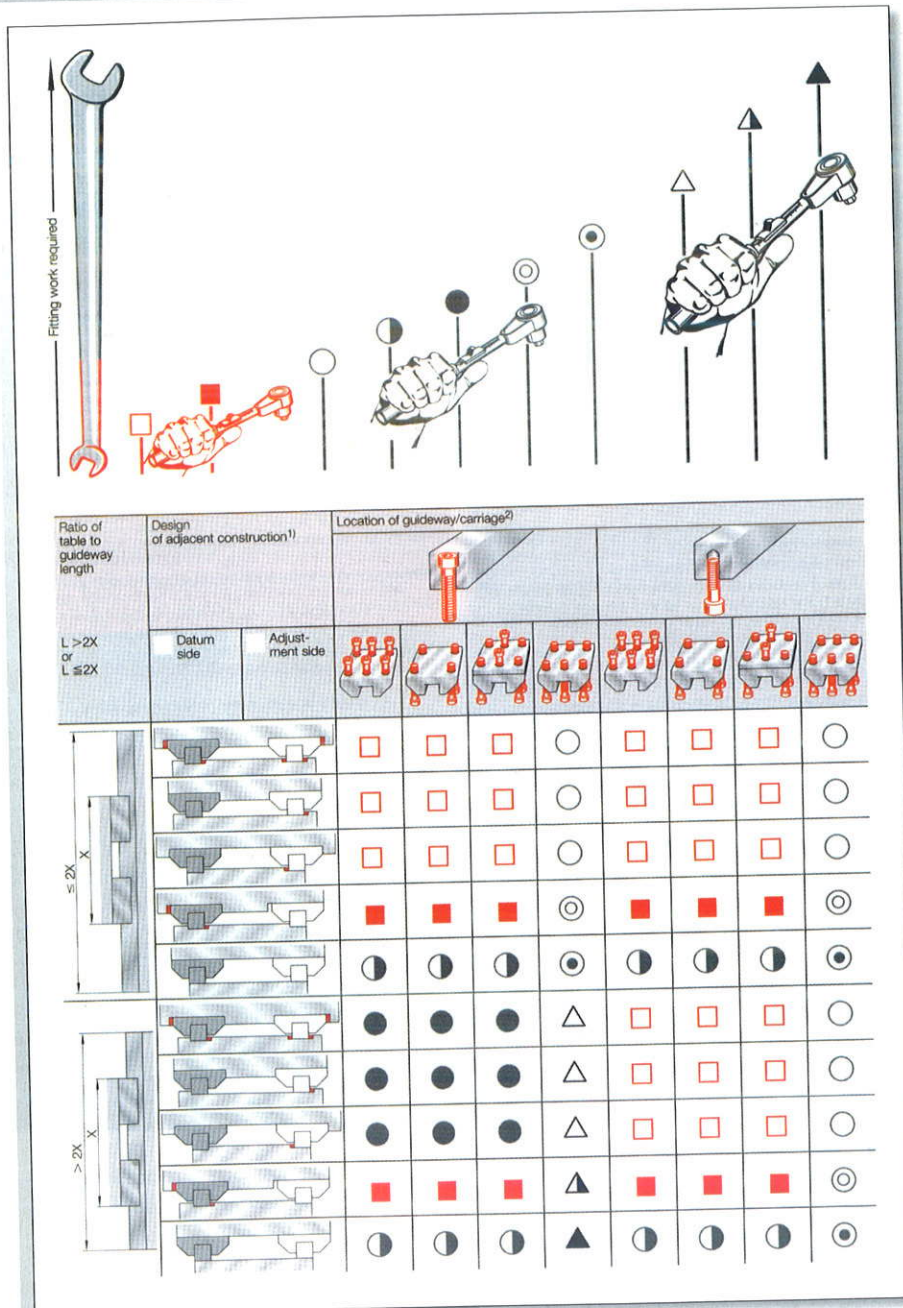 Fitting work required
Ratio of
table to
guideway
length
Design
of adjacent construction1)
Location of guideway/carriage2)
L >2X
or
L ≦2X
Datum
side
Adjust-
ment side
≤ 2X
X
> 2X
X